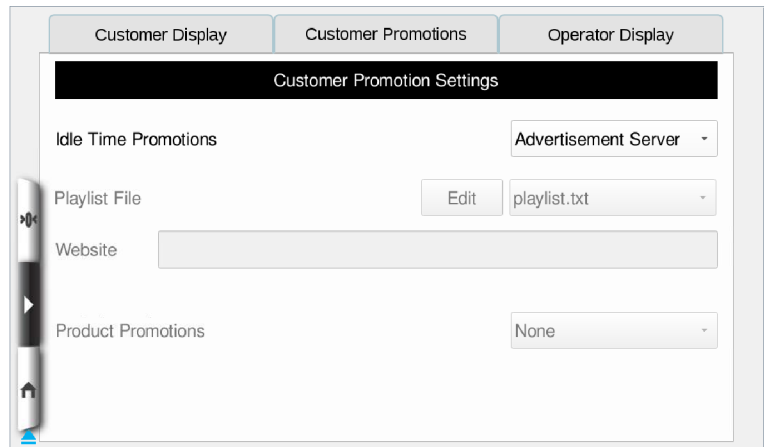 Customer Display Customer Promotions Operator Display
Customer Promotion Settings
Idle Time Promotions Advertisement Server
Playlist File Edit playlist.txt
Website
Product Promotions None
>0<